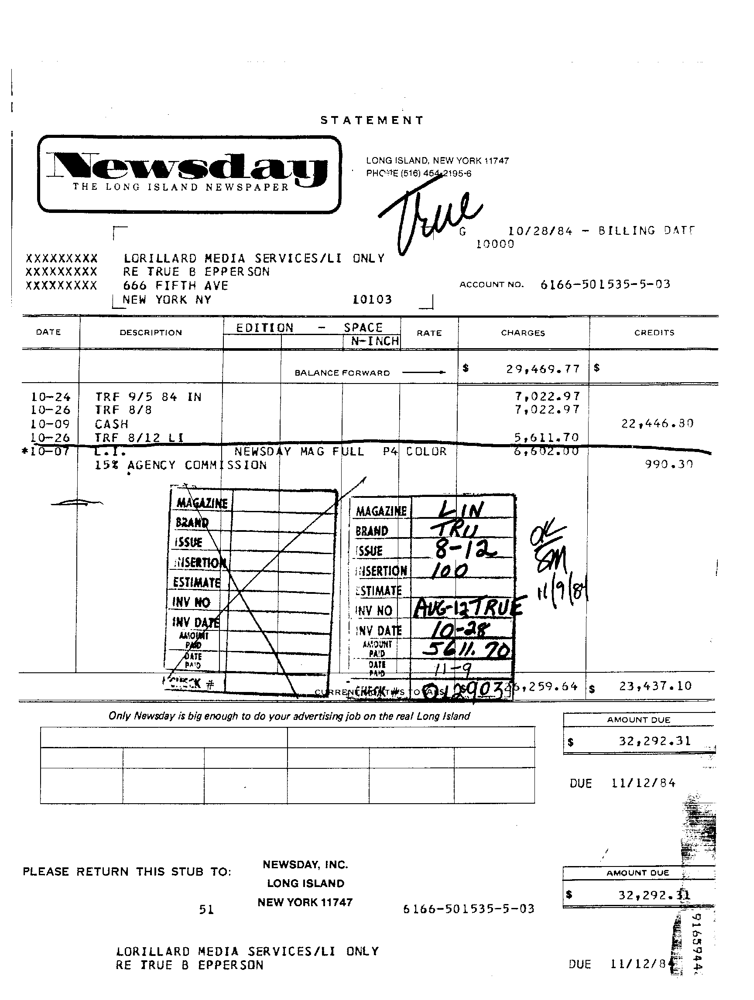 STATEMENT
Newsday
THE LONG ISLAND NEWSPAPER
LONG ISLAND, NEW YORK 11747
PHONE (516) 454-2195-6
True
G 10/28/84 - BILLING DATE
10000
XXXXXXXXX LORILLARD MEDIA SERVICES/LI ONLY
XXXXXXXXX RE TRUE B EPPERSON
XXXXXXXXX 666 FIFTH AVE
NEW YORK NY 10103
ACCOUNT NO. 6166-501535-5-03
DATE DESCRIPTION EDITION - SPACE RATE CHARGES CREDITS
N-INCH
BALANCE FORWARD $ 29,469.77 $
10-24 TRF 9/5 84 IN 7,022.97
10-26 TRF 8/8 7,022.97
10-09 CASH 22,446.80
10-26 TRF 8/12 LI 5,611.70
*10-07 L.I. NEWSDAY MAG FULL P4 COLOR 6,602.00
15% AGENCY COMMISSION 990.30
MAGAZINE
BRAND
ISSUE
INSERTION
ESTIMATE
INV NO
INV DATE
AMOUNT PAID
DATE PAID
CHECK #
MAGAZINE LIN
BRAND TRU
ISSUE 8-12
INSERTION 100
ESTIMATE
INV NO AUG-12 TRUE
INV DATE 10-28
AMOUNT PAID 5611.70
DATE PAID 11-9
CHECK #s 012903
OK
SM
11/9/84
6,259.64 $ 23,437.10
Only Newsday is big enough to do your advertising job on the real Long Island
AMOUNT DUE
$ 32,292.31
DUE 11/12/84
PLEASE RETURN THIS STUB TO: NEWSDAY, INC.
LONG ISLAND
NEW YORK 11747
AMOUNT DUE
$ 32,292.31
51 6166-501535-5-03
LORILLARD MEDIA SERVICES/LI ONLY
RE TRUE B EPPERSON
DUE 11/12/8
91659444